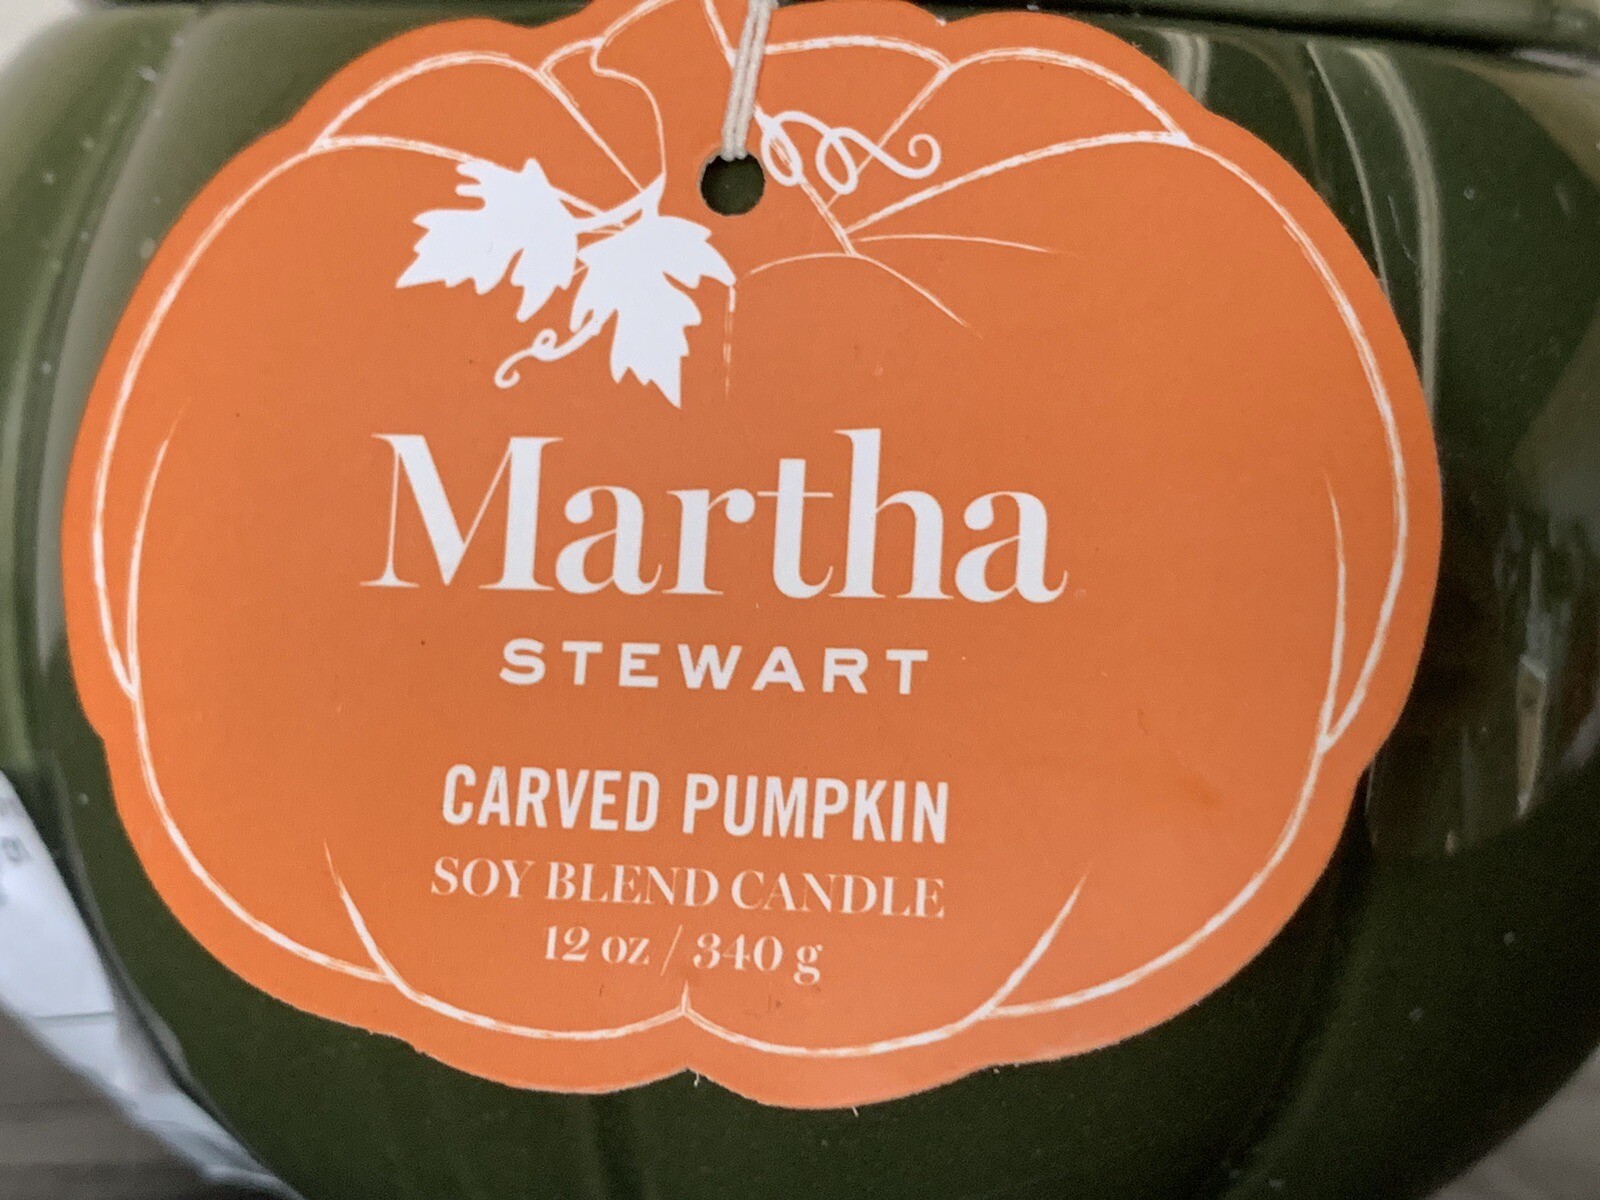 Martha
STEWART
CARVED PUMPKIN
SOY BLEND CANDLE
12 oz / 340 g